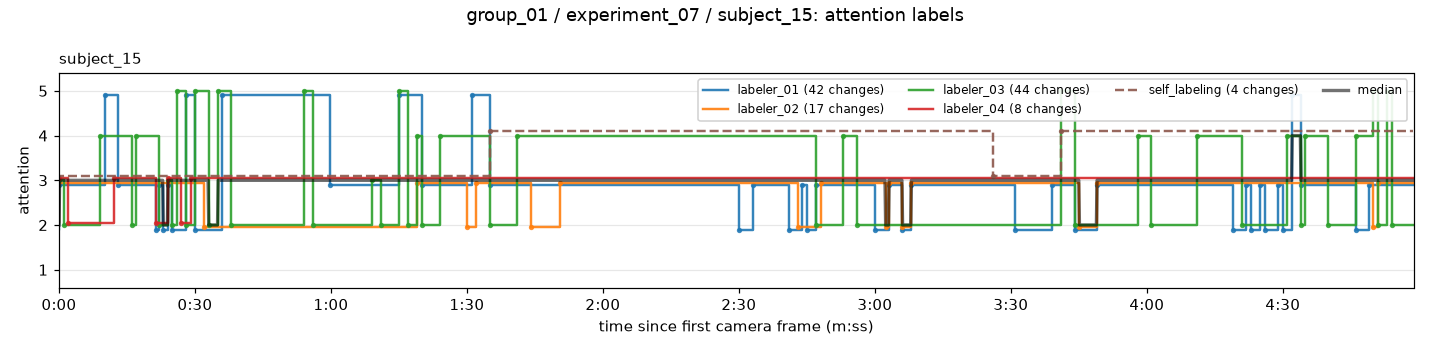 group_01 / experiment_07 / subject_15: attention labels
subject_15
labeler_01 (42 changes)
labeler_02 (17 changes)
labeler_03 (44 changes)
labeler_04 (8 changes)
self_labeling (4 changes)
median
attention
5
4
3
2
1
0:00 0:30 1:00 1:30 2:00 2:30 3:00 3:30 4:00 4:30
time since first camera frame (m:ss)